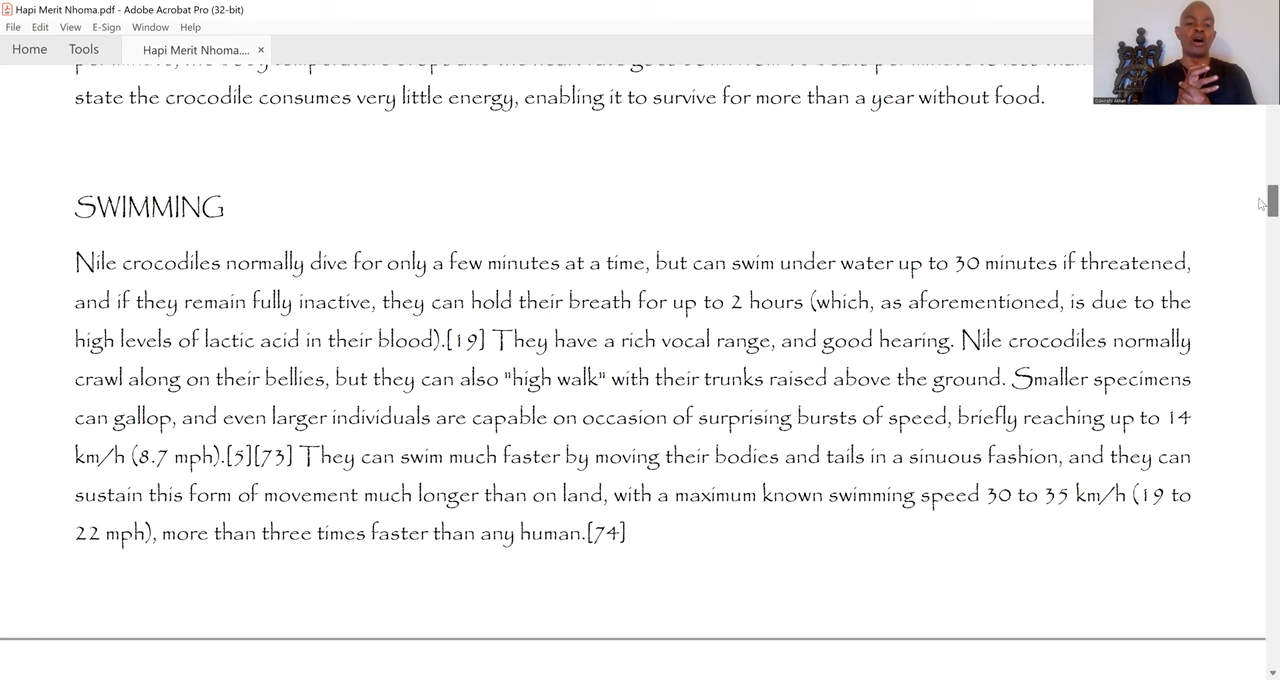 Hapi Merit Nhoma.pdf - Adobe Acrobat Pro (32-bit)
File Edit View E-Sign Window Help
Home Tools Hapi Merit Nhoma.... ×
state the crocodile consumes very little energy, enabling it to survive for more than a year without food.
SWIMMING
Nile crocodiles normally dive for only a few minutes at a time, but can swim under water up to 30 minutes if threatened,
and if they remain fully inactive, they can hold their breath for up to 2 hours (which, as aforementioned, is due to the
high levels of lactic acid in their blood).[19] They have a rich vocal range, and good hearing. Nile crocodiles normally
crawl along on their bellies, but they can also "high walk" with their trunks raised above the ground. Smaller specimens
can gallop, and even larger individuals are capable on occasion of surprising bursts of speed, briefly reaching up to 14
km/h (8.7 mph).[5][73] They can swim much faster by moving their bodies and tails in a sinuous fashion, and they can
sustain this form of movement much longer than on land, with a maximum known swimming speed 30 to 35 km/h (19 to
22 mph), more than three times faster than any human.[74]